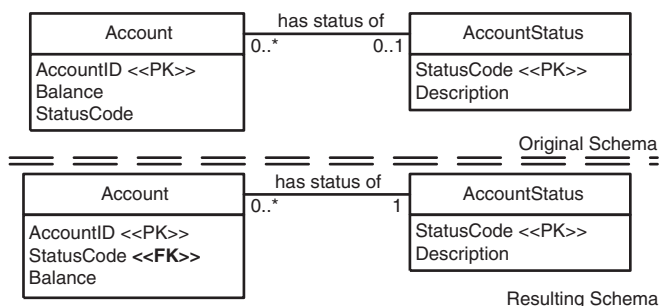 has status of
Account
0..*
0..1
AccountStatus
AccountID <<PK>>
Balance
StatusCode
StatusCode <<PK>>
Description
Original Schema
has status of
Account
0..*
1
AccountStatus
AccountID <<PK>>
StatusCode <<FK>>
Balance
StatusCode <<PK>>
Description
Resulting Schema